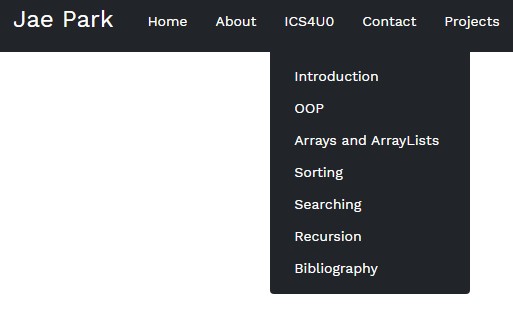 Jae Park Home About ICS4U0 Contact Projects
Introduction
OOP
Arrays and ArrayLists
Sorting
Searching
Recursion
Bibliography